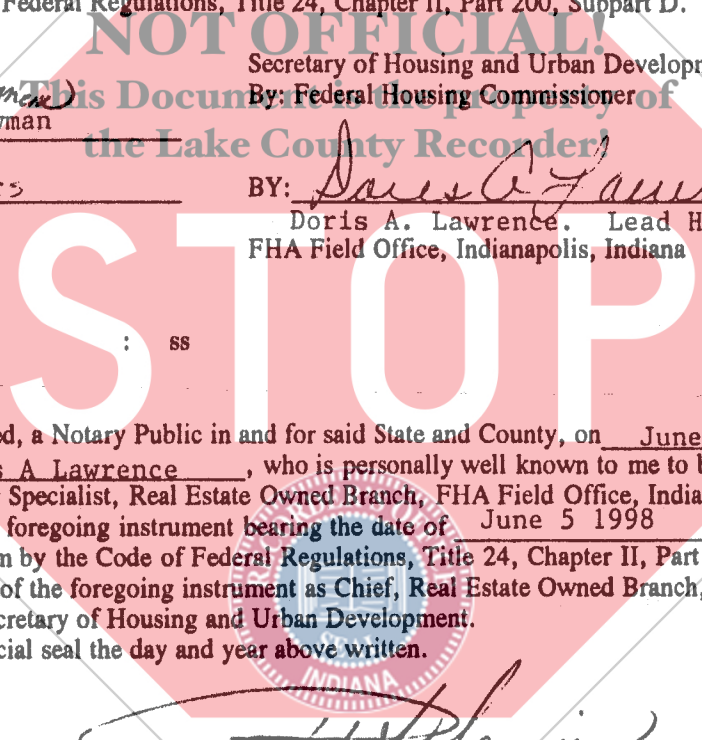 Federal Regulations, Title 24, Chapter II, Part 200, Subpart D.
NOT OFFICIAL!
Secretary of Housing and Urban Develop
This Document is the property of
By: Federal Housing Commissioner
man
the Lake County Recorder!
BY: Doris A Lawre
Doris A. Lawrence. Lead H
FHA Field Office, Indianapolis, Indiana
STOP
: ss
ed, a Notary Public in and for said State and County, on June
s A Lawrence , who is personally well known to me to b
Specialist, Real Estate Owned Branch, FHA Field Office, India
foregoing instrument bearing the date of June 5 1998
m by the Code of Federal Regulations, Title 24, Chapter II, Part
of the foregoing instrument as Chief, Real Estate Owned Branch,
cretary of Housing and Urban Development.
cial seal the day and year above written.
SEAL
INDIANA